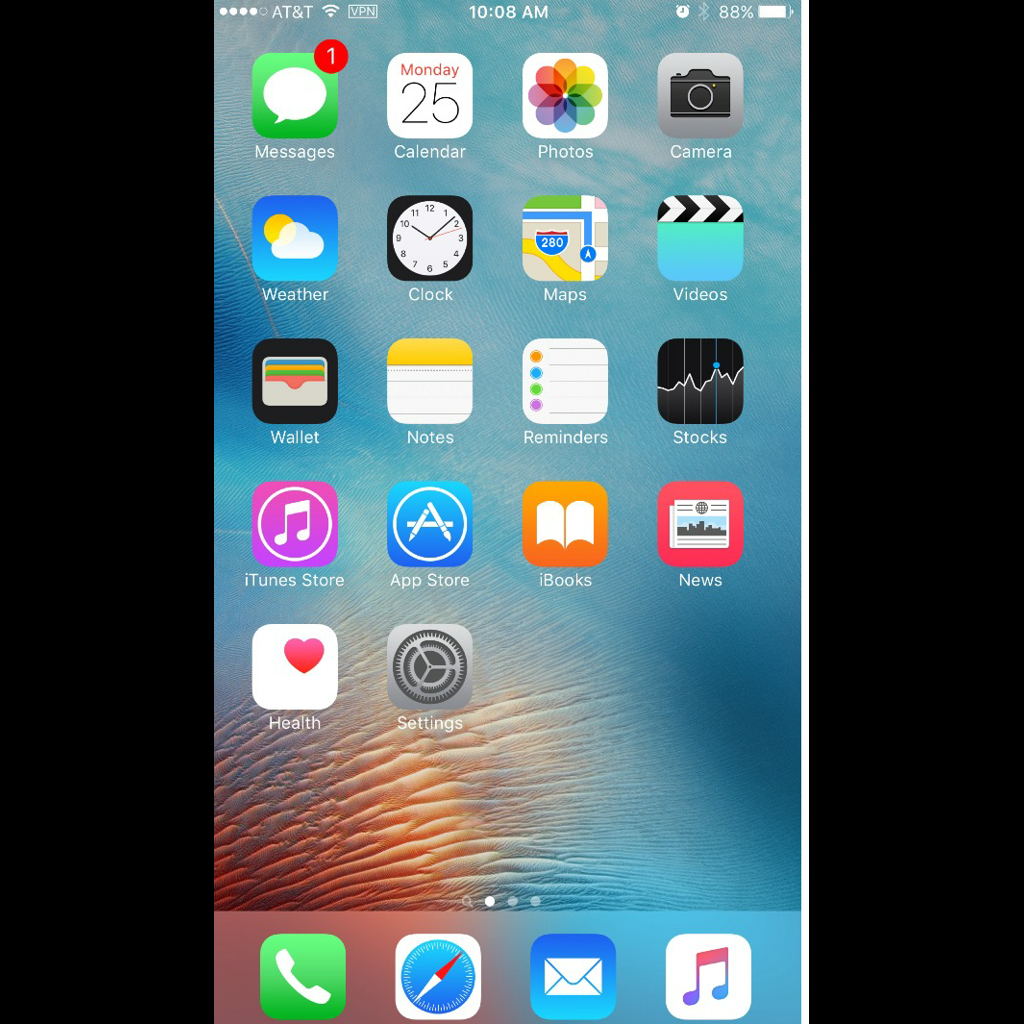 AT&T VPN 10:08 AM 88%
1
Monday
25
Messages Calendar Photos Camera
12
11 1
10 2
9 3
8 4
7 5
6
280
Weather Clock Maps Videos
Wallet Notes Reminders Stocks
iTunes Store App Store iBooks News
Health Settings